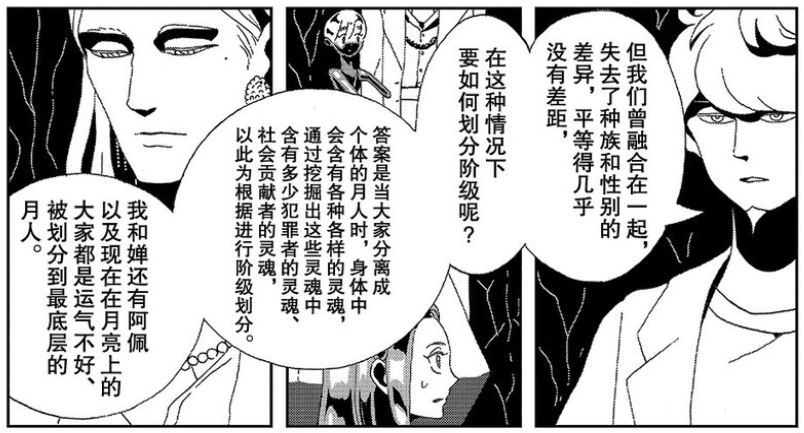 但我们曾融合在一起，
失去了种族和性别的
差异，平等得几乎
没有差距，
在这种情况下
要如何划分阶级呢？
答案是当大家分离成
个体的月人时，身体中
会含有各种各样的灵魂，
通过挖掘出这些灵魂中
含有多少犯罪者的灵魂、
社会贡献者的灵魂，
以此为根据进行阶级划分。
我和婵还有阿佩
以及现在在月亮上的
大家都是运气不好、
被划分到最底层的
月人。